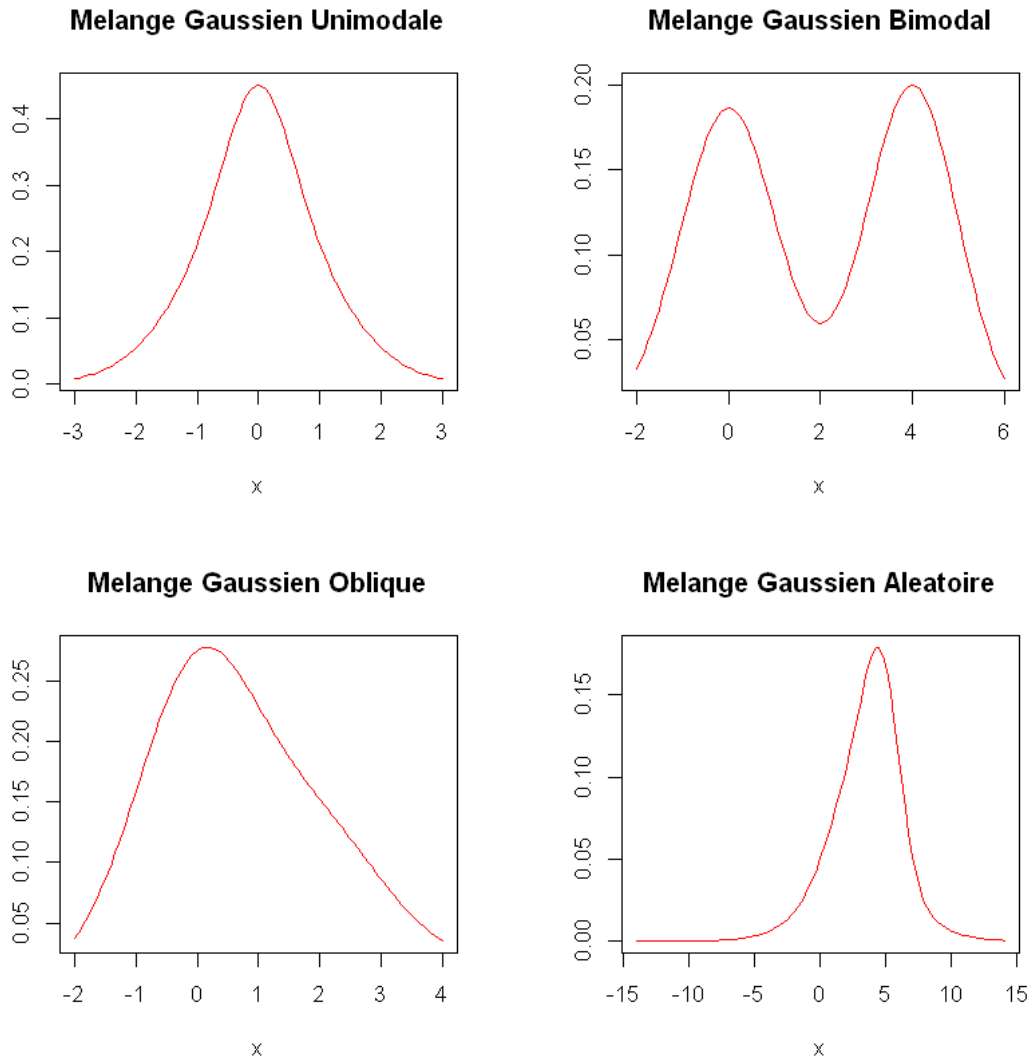 Melange Gaussien Unimodale
0.4
0.3
0.2
0.1
0.0
-3 -2 -1 0 1 2 3
x
Melange Gaussien Bimodal
0.20
0.15
0.10
0.05
-2 0 2 4 6
x
Melange Gaussien Oblique
0.25
0.20
0.15
0.10
0.05
-2 -1 0 1 2 3 4
x
Melange Gaussien Aleatoire
0.15
0.10
0.05
0.00
-15 -10 -5 0 5 10 15
x